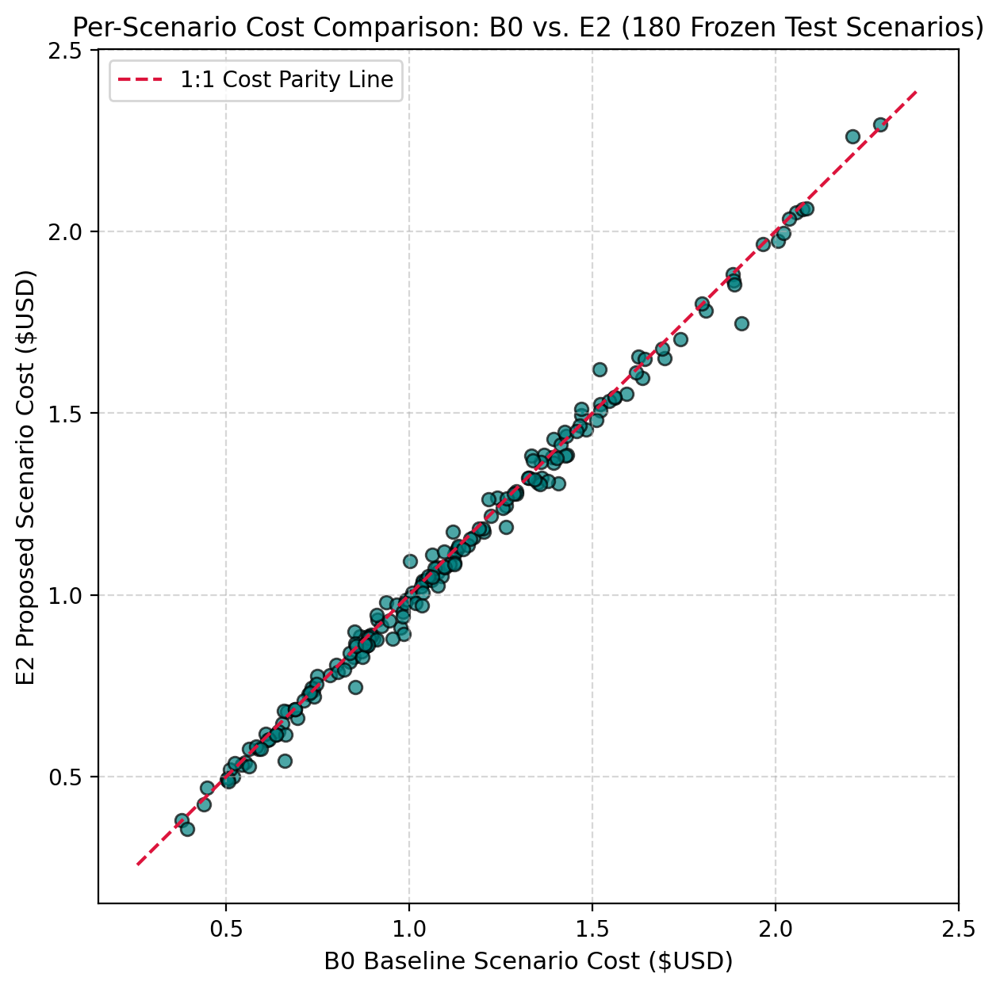 Per-Scenario Cost Comparison: B0 vs. E2 (180 Frozen Test Scenarios)
1:1 Cost Parity Line
E2 Proposed Scenario Cost ($USD)
2.5
2.0
1.5
1.0
0.5
0.5 1.0 1.5 2.0 2.5
B0 Baseline Scenario Cost ($USD)